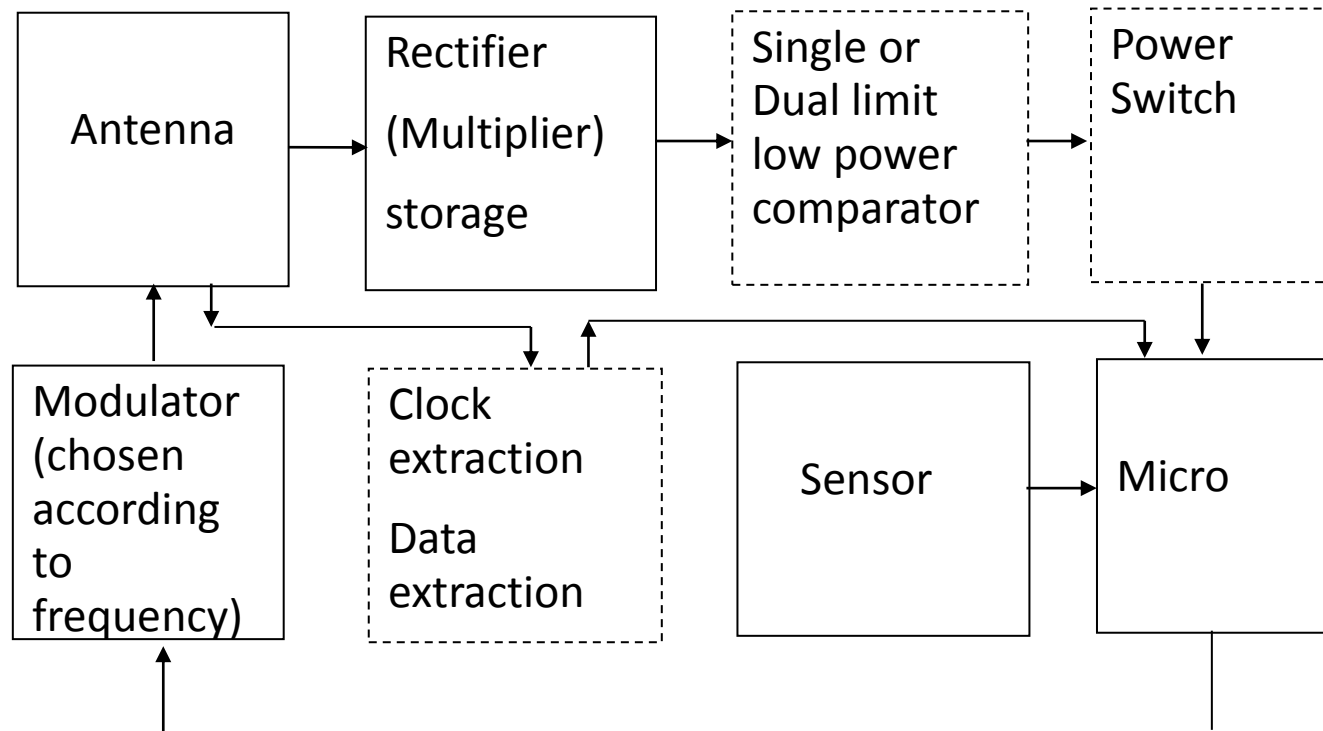 Antenna
Rectifier
(Multiplier)
storage
Single or
Dual limit
low power
comparator
Power
Switch
Modulator
(chosen
according
to
frequency)
Clock
extraction
Data
extraction
Sensor
Micro